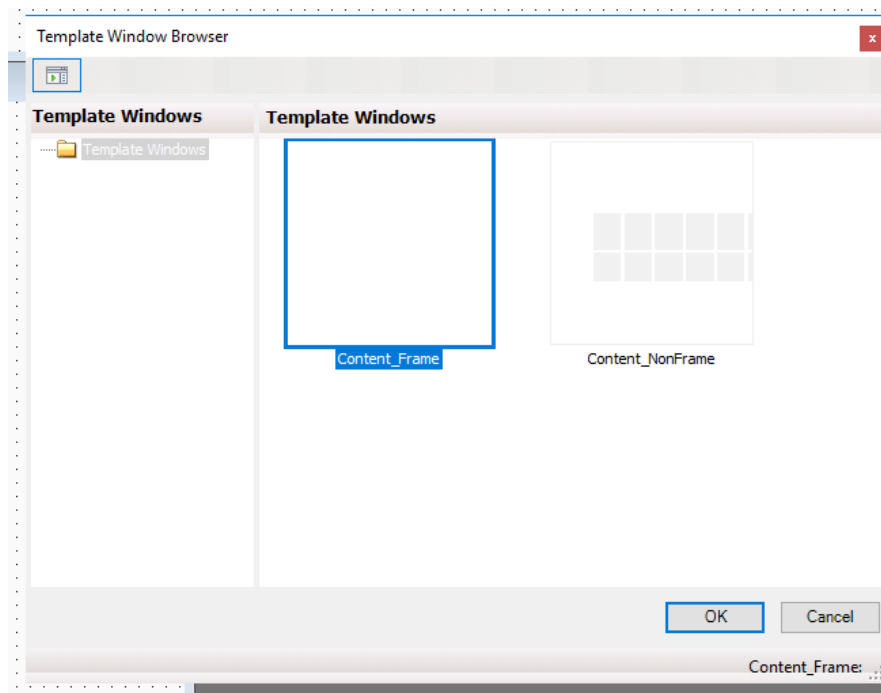 Template Window Browser
x
Template Windows
Template Windows
Template Windows
Content_Frame
Content_NonFrame
OK
Cancel
Content_Frame: